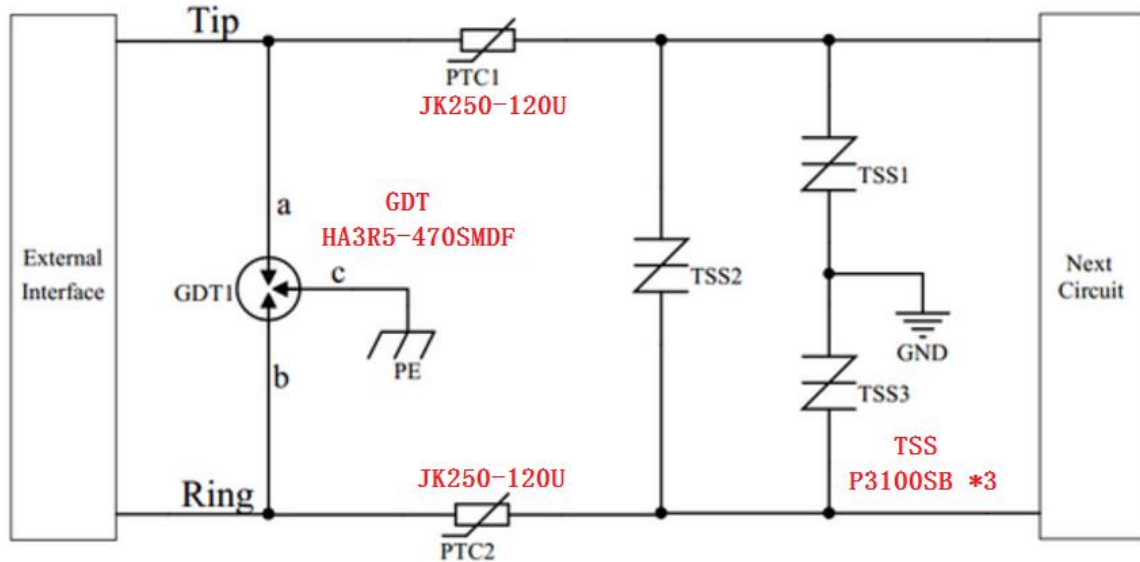 Tip
PTC1
JK250-120U
TSS1
a
GDT
HA3R5-470SMDF
External
Interface
c
GDT1
TSS2
Next
Circuit
PE
GND
b
TSS3
TSS
P3100SB *3
JK250-120U
Ring
PTC2